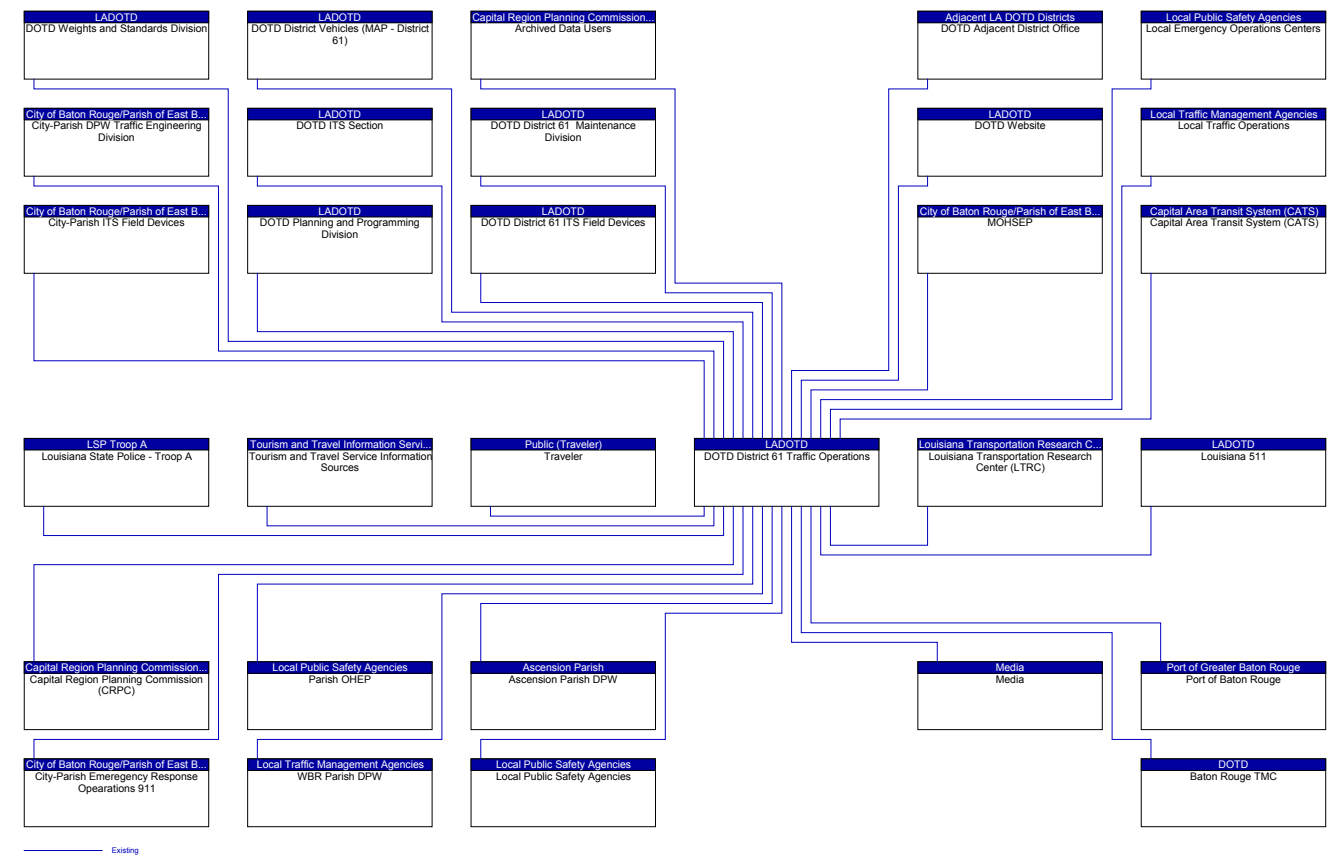 LADOTD
DOTD Weights and Standards Division
LADOTD
DOTD District Vehicles (MAP - District
61)
Capital Region Planning Commission...
Archived Data Users
Adjacent LA DOTD Districts
DOTD Adjacent District Office
Local Public Safety Agencies
Local Emergency Operations Centers
City of Baton Rouge/Parish of East B...
City-Parish DPW Traffic Engineering
Division
LADOTD
DOTD ITS Section
LADOTD
DOTD District 61  Maintenance
Division
LADOTD
DOTD Website
Local Traffic Management Agencies
Local Traffic Operations
City of Baton Rouge/Parish of East B...
City-Parish ITS Field Devices
LADOTD
DOTD Planning and Programming
Division
LADOTD
DOTD District 61 ITS Field Devices
City of Baton Rouge/Parish of East B...
MOHSEP
Capital Area Transit System (CATS)
Capital Area Transit System (CATS)
LSP Troop A
Louisiana State Police - Troop A
Tourism and Travel Information Servi...
Tourism and Travel Service Information
Sources
Public (Traveler)
Traveler
LADOTD
DOTD District 61 Traffic Operations
Louisiana Transportation Research C...
Louisiana Transportation Research
Center (LTRC)
LADOTD
Louisiana 511
Capital Region Planning Commission...
Capital Region Planning Commission
(CRPC)
Local Public Safety Agencies
Parish OHEP
Ascension Parish
Ascension Parish DPW
Media
Media
Port of Greater Baton Rouge
Port of Baton Rouge
City of Baton Rouge/Parish of East B...
City-Parish Emeregency Response
Opearations 911
Local Traffic Management Agencies
WBR Parish DPW
Local Public Safety Agencies
Local Public Safety Agencies
DOTD
Baton Rouge TMC
Existing